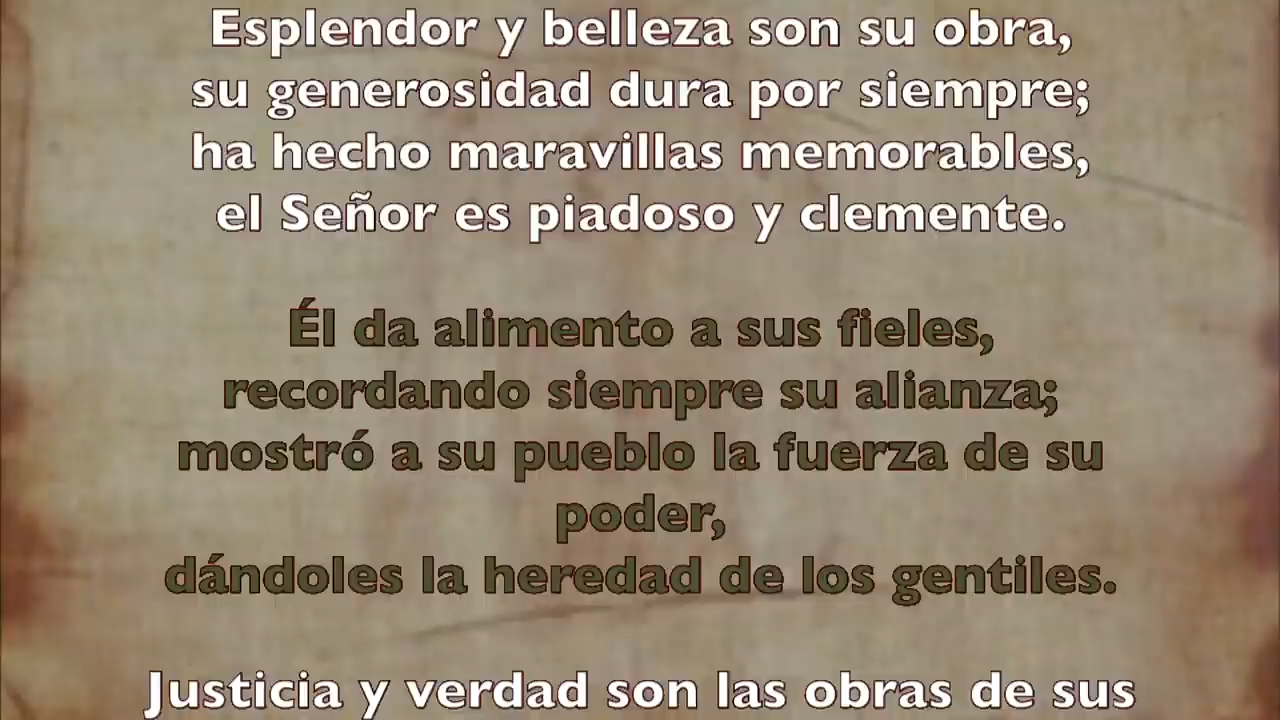 Esplendor y belleza son su obra,
su generosidad dura por siempre;
ha hecho maravillas memorables,
el Señor es piadoso y clemente.
Él da alimento a sus fieles,
recordando siempre su alianza;
mostró a su pueblo la fuerza de su
poder,
dándoles la heredad de los gentiles.
Justicia y verdad son las obras de sus